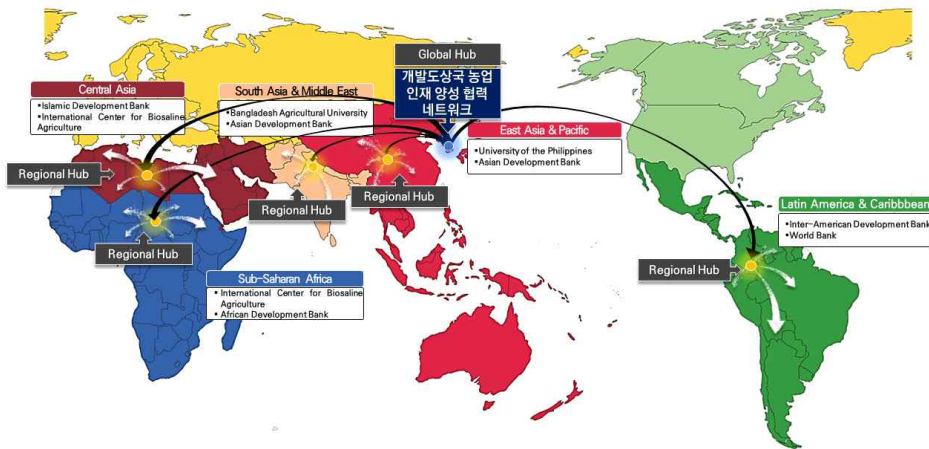 Global Hub
개발도상국 농업
인재 양성 협력
네트워크
Central Asia
▪Islamic Development Bank
▪International Center for Biosaline
Agriculture
Regional Hub
South Asia & Middle East
▪Bangladesh Agricultural University
▪Asian Development Bank
Regional Hub
East Asia & Pacific
▪University of the Philippines
▪Asian Development Bank
Regional Hub
Regional Hub
Sub-Saharan Africa
▪ International Center for Biosaline
Agriculture
▪ African Development Bank
Latin America & Caribbbean
▪Inter-American Development Bank
▪World Bank
Regional Hub